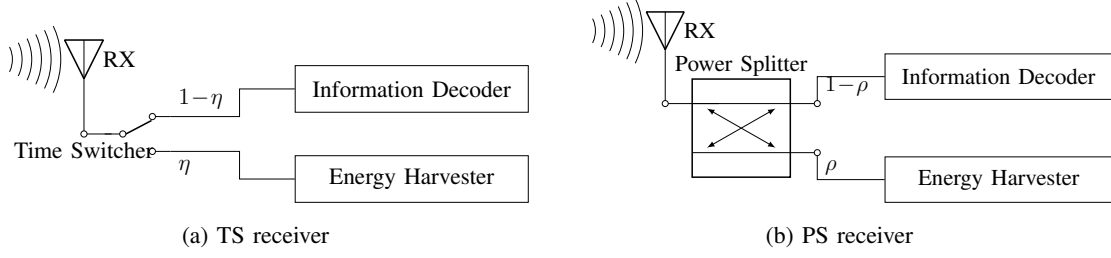 RX
Information Decoder
1−η
Time Switcher
η
Energy Harvester
(a) TS receiver
RX
Power Splitter
Information Decoder
1−ρ
ρ
Energy Harvester
(b) PS receiver